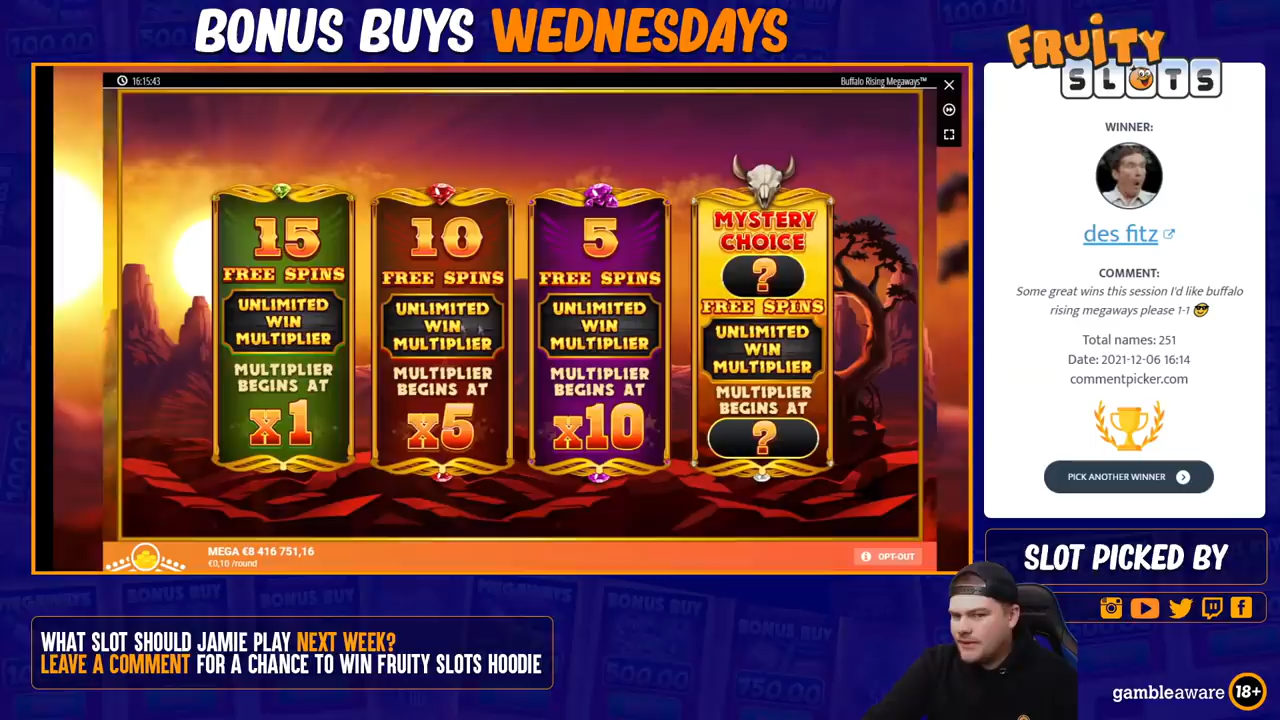 BONUS BUYS WEDNESDAYS
FRUITY
SLOTS
16:15:43
Buffalo Rising Megaways™
15
FREE SPINS
UNLIMITED
WIN
MULTIPLIER
MULTIPLIER
BEGINS AT
x1
10
FREE SPINS
UNLIMITED
WIN
MULTIPLIER
MULTIPLIER
BEGINS AT
x5
5
FREE SPINS
UNLIMITED
WIN
MULTIPLIER
MULTIPLIER
BEGINS AT
x10
MYSTERY
CHOICE
?
FREE SPINS
UNLIMITED
WIN
MULTIPLIER
MULTIPLIER
BEGINS AT
?
MEGA €8 416 751,16
€0,10 /round
OPT-OUT
WINNER:
des fitz
COMMENT:
Some great wins this session I'd like buffalo
rising megaways please 1-1 😎
Total names: 251
Date: 2021-12-06 16:14
commentpicker.com
PICK ANOTHER WINNER
SLOT PICKED BY
WHAT SLOT SHOULD JAMIE PLAY NEXT WEEK?
LEAVE A COMMENT FOR A CHANCE TO WIN FRUITY SLOTS HOODIE
gambleaware 18+